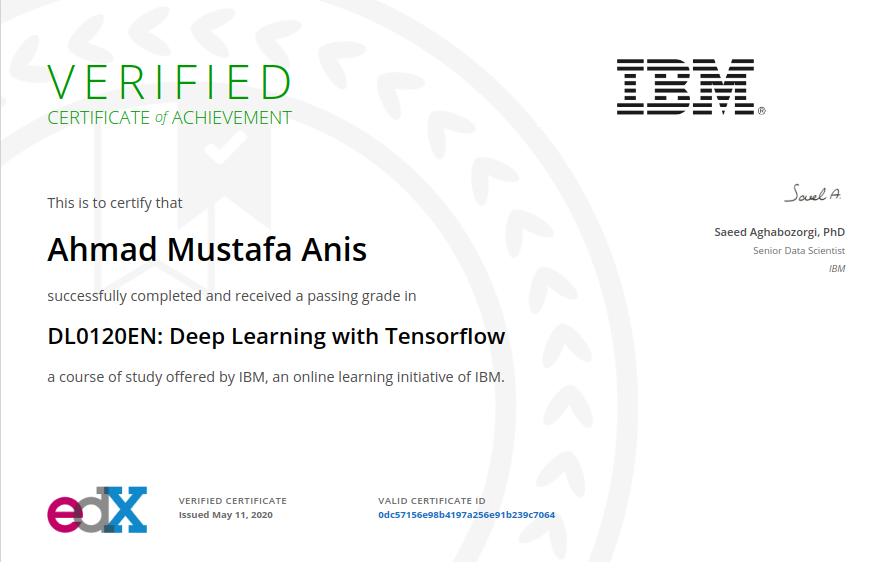 VERIFIED
CERTIFICATE of ACHIEVEMENT
IBM®
This is to certify that
Ahmad Mustafa Anis
successfully completed and received a passing grade in
DL0120EN: Deep Learning with Tensorflow
a course of study offered by IBM, an online learning initiative of IBM.
Saeed A.
Saeed Aghabozorgi, PhD
Senior Data Scientist
IBM
edX
VERIFIED CERTIFICATE
Issued May 11, 2020
VALID CERTIFICATE ID
0dc57156e98b4197a256e91b239c7064